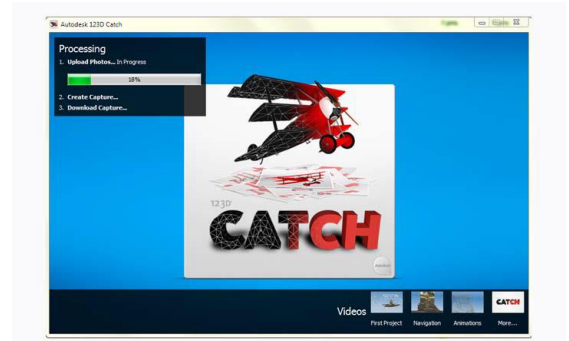 Autodesk 123D Catch
Processing
1. Upload Photos... In Progress
18%
2. Create Capture...
3. Download Capture...
123D
CATCH
Videos
CATCH
First Project Navigation Animations More...